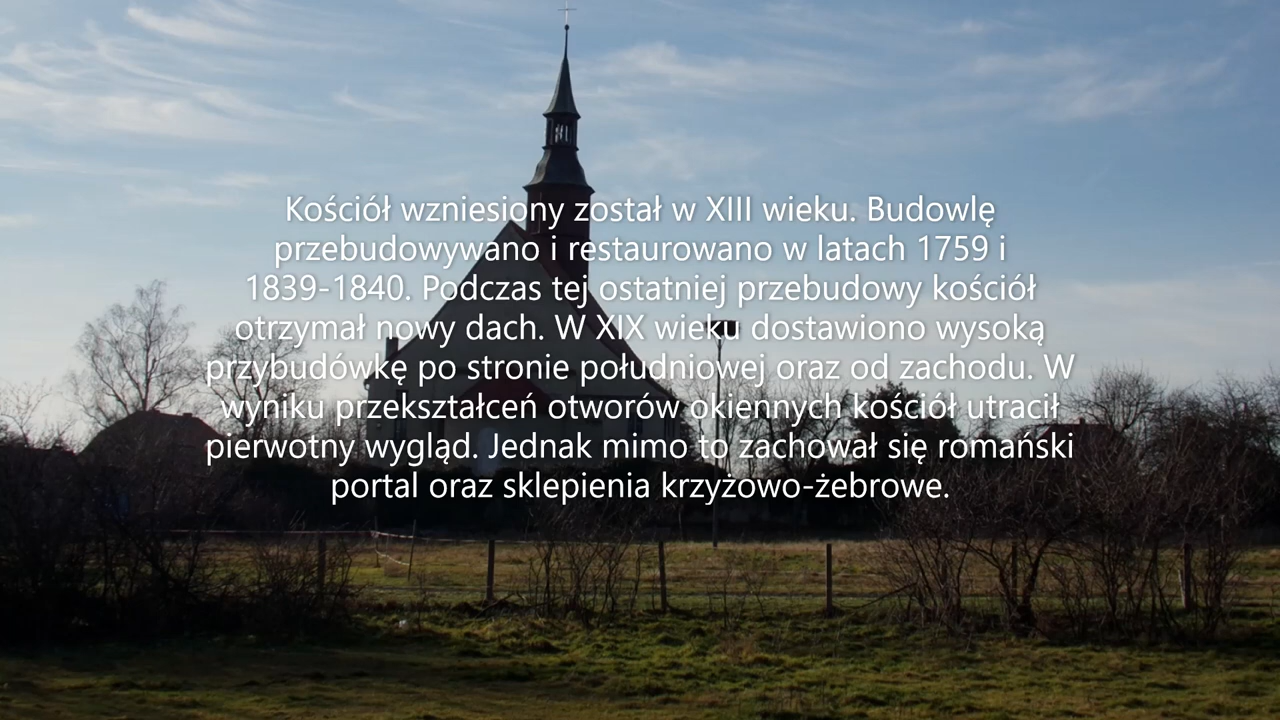 Kościół wzniesiony został w XIII wieku. Budowlę
przebudowywano i restaurowano w latach 1759 i
1839-1840. Podczas tej ostatniej przebudowy kościół
otrzymał nowy dach. W XIX wieku dostawiono wysoką
przybudówkę po stronie południowej oraz od zachodu. W
wyniku przekształceń otworów okiennych kościół utracił
pierwotny wygląd. Jednak mimo to zachował się romański
portal oraz sklepienia krzyżowo-żebrowe.